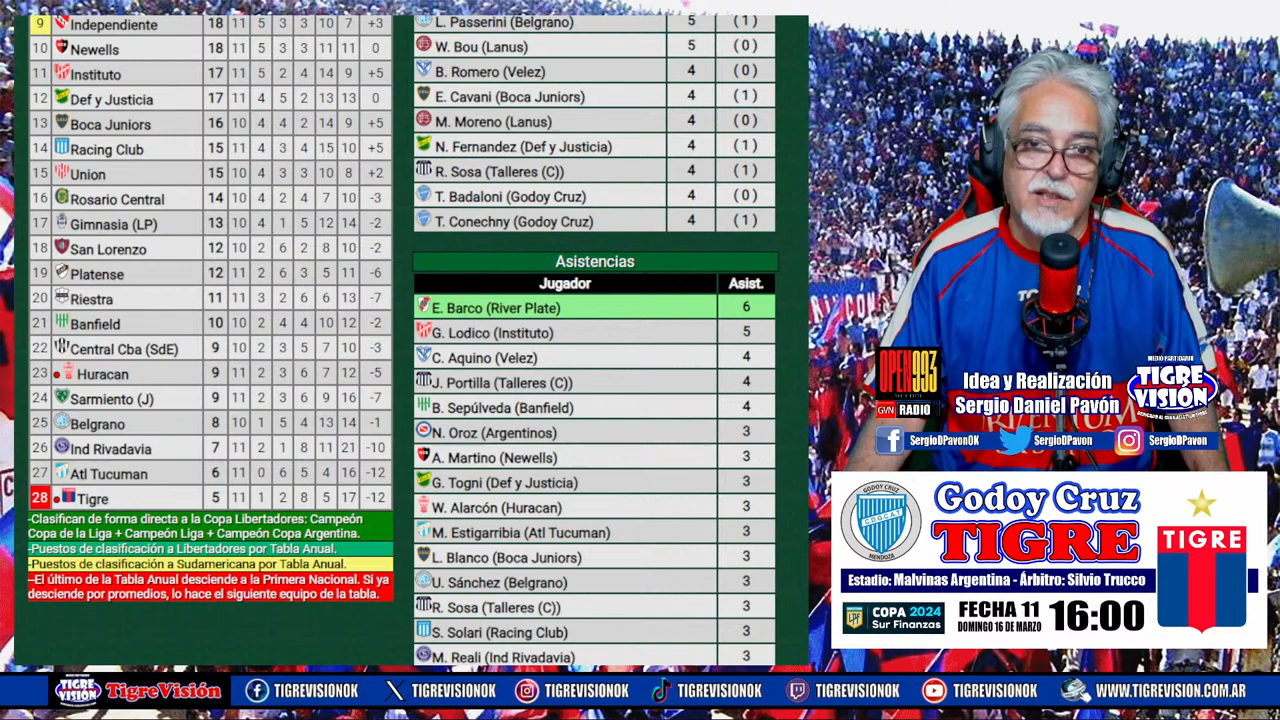 9 Independiente 18 11 5 3 3 10 7 +3
10 Newells 18 11 5 3 3 11 11 0
11 Instituto 17 11 5 2 4 14 9 +5
12 Def y Justicia 17 11 4 5 2 13 13 0
13 Boca Juniors 16 10 4 4 2 14 9 +5
14 Racing Club 15 11 4 3 4 15 10 +5
15 Union 15 10 4 3 3 10 8 +2
16 Rosario Central 14 10 4 2 4 7 10 -3
17 Gimnasia (LP) 13 10 4 1 5 12 14 -2
18 San Lorenzo 12 10 2 6 2 8 10 -2
19 Platense 12 11 2 6 3 5 11 -6
20 Riestra 11 11 3 2 6 6 13 -7
21 Banfield 10 10 2 4 4 10 12 -2
22 Central Cba (SdE) 9 10 2 3 5 7 10 -3
23 Huracan 9 11 2 3 6 7 12 -5
24 Sarmiento (J) 9 11 2 3 6 9 16 -7
25 Belgrano 8 10 1 5 4 13 14 -1
26 Ind Rivadavia 7 11 2 1 8 11 21 -10
27 Atl Tucuman 6 11 0 6 5 4 16 -12
28 Tigre 5 11 1 2 8 5 17 -12
-Clasifican de forma directa a la Copa Libertadores: Campeón
Copa de la Liga + Campeón Liga + Campeón Copa Argentina.
-Puestos de clasificación a Libertadores por Tabla Anual.
-Puestos de clasificación a Sudamericana por Tabla Anual.
--El último de la Tabla Anual desciende a la Primera Nacional. Si ya
desciende por promedios, lo hace el siguiente equipo de la tabla.
L. Passerini (Belgrano) 5 (1)
W. Bou (Lanus) 5 (0)
B. Romero (Velez) 4 (0)
E. Cavani (Boca Juniors) 4 (1)
M. Moreno (Lanus) 4 (0)
N. Fernandez (Def y Justicia) 4 (1)
R. Sosa (Talleres (C)) 4 (1)
T. Badaloni (Godoy Cruz) 4 (0)
T. Conechny (Godoy Cruz) 4 (1)
Asistencias
Jugador Asist.
E. Barco (River Plate) 6
G. Lodico (Instituto) 5
C. Aquino (Velez) 4
J. Portilla (Talleres (C)) 4
B. Sepúlveda (Banfield) 4
N. Oroz (Argentinos) 3
A. Martino (Newells) 3
G. Togni (Def y Justicia) 3
W. Alarcón (Huracan) 3
M. Estigarribia (Atl Tucuman) 3
L. Blanco (Boca Juniors) 3
U. Sánchez (Belgrano) 3
R. Sosa (Talleres (C)) 3
S. Solari (Racing Club) 3
M. Reali (Ind Rivadavia) 3
OPEN 99.3
GVN RADIO
Idea y Realización
Sergio Daniel Pavón
MEDIO PARTIDARIO
TIGRE
VISIÓN
SergioDPavonOK SergioDPavon SergioDPavon
GODOY CRUZ
C.D.G.C.A.T
MENDOZA
Godoy Cruz
TIGRE
TIGRE
Estadio: Malvinas Argentina - Árbitro: Silvio Trucco
LPF COPA 2024
Sur Finanzas
FECHA 11
DOMINGO 16 DE MARZO
16:00
TIGRE VISIÓN
TigreVisión TIGREVISIONOK TIGREVISIONOK TIGREVISIONOK TIGREVISIONOK TIGREVISIONOK TIGREVISIONOK WWW.TIGREVISION.COM.AR